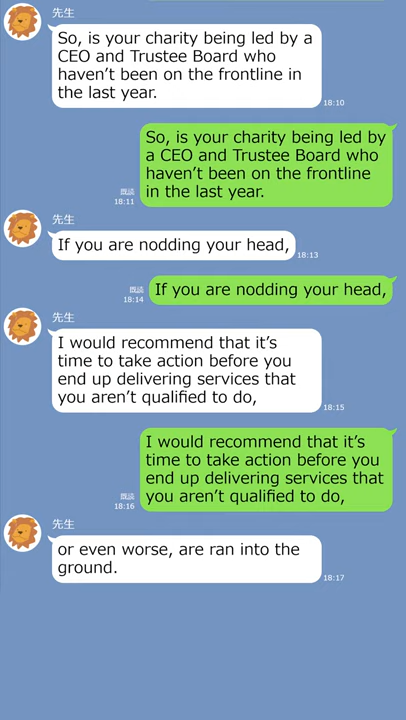 先生
So, is your charity being led by a
CEO and Trustee Board who
haven't been on the frontline in
the last year.
18:10
So, is your charity being led by
a CEO and Trustee Board who
haven't been on the frontline
in the last year.
既読
18:11
先生
If you are nodding your head,
18:13
If you are nodding your head,
既読
18:14
先生
I would recommend that it's
time to take action before you
end up delivering services that
you aren't qualified to do,
18:15
I would recommend that it's
time to take action before you
end up delivering services that
you aren't qualified to do,
既読
18:16
先生
or even worse, are ran into the
ground.
18:17